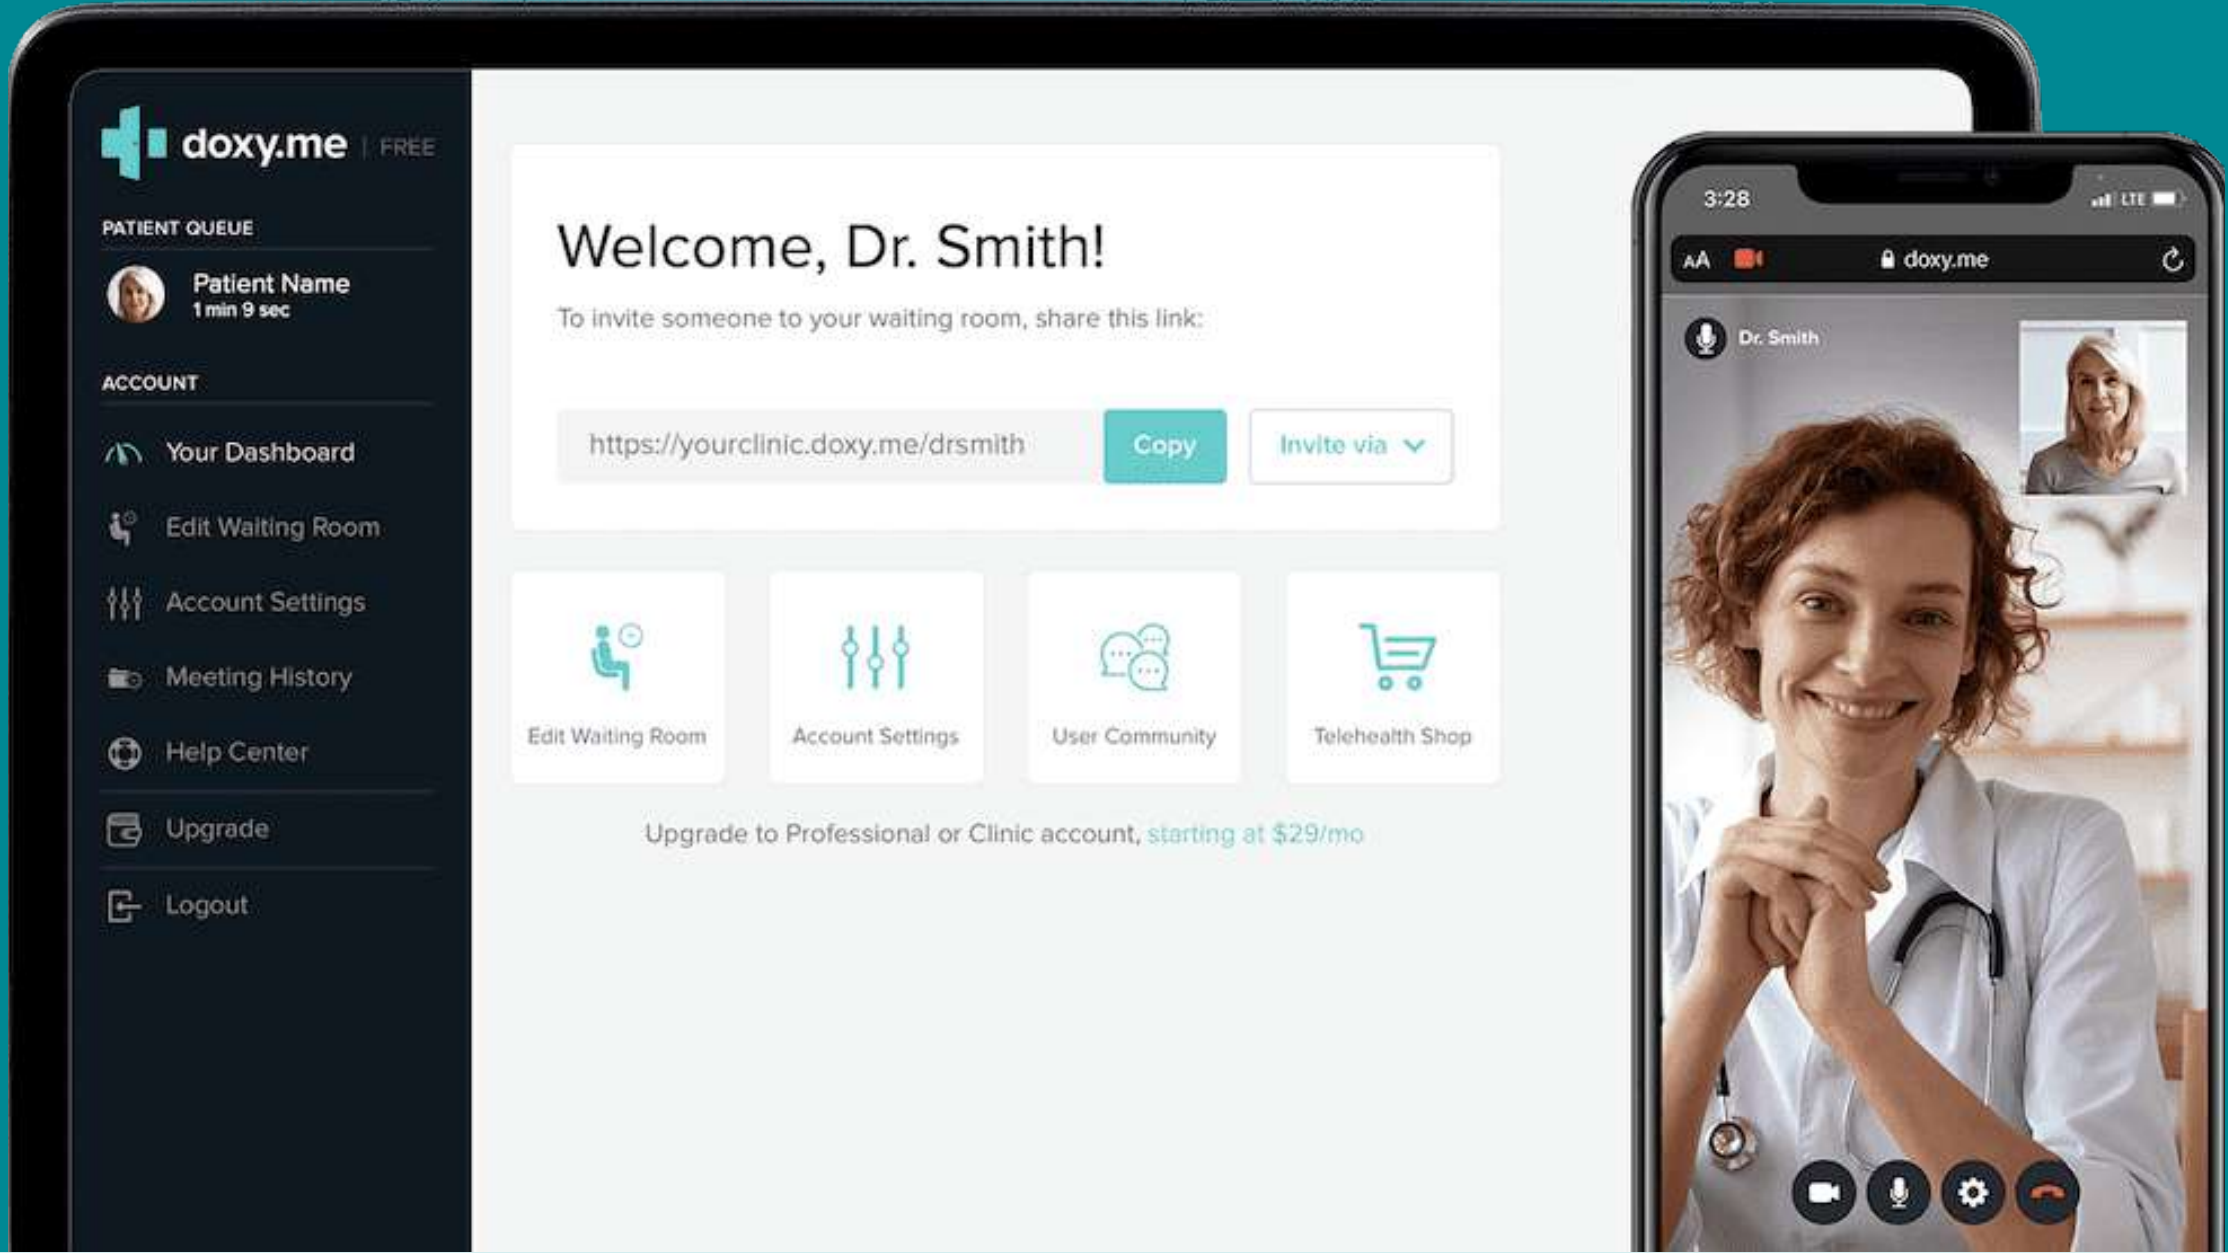 doxy.me | FREE
PATIENT QUEUE
Patient Name
1 min 9 sec
ACCOUNT
Your Dashboard
Edit Waiting Room
Account Settings
Meeting History
Help Center
Upgrade
Logout
Welcome, Dr. Smith!
To invite someone to your waiting room, share this link:
https://yourclinic.doxy.me/drsmith
Copy
Invite via
Edit Waiting Room
Account Settings
User Community
Telehealth Shop
Upgrade to Professional or Clinic account, starting at $29/mo
3:28
LTE
AA
doxy.me
Dr. Smith